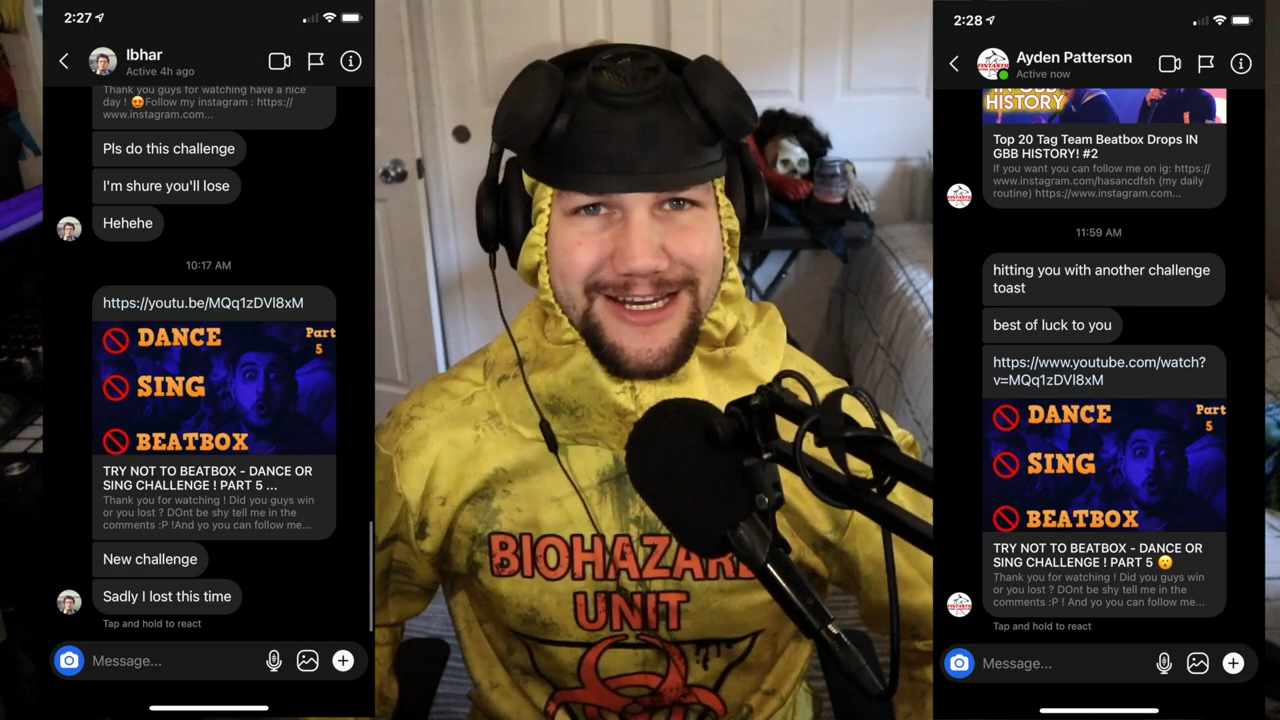 2:27
Ibhar
Active 4h ago
Thank you guys for watching have a nice
day ! 😍Follow my instagram : https://
www.instagram.com...
Pls do this challenge
I'm shure you'll lose
Hehehe
10:17 AM
https://youtu.be/MQq1zDVl8xM
DANCE
Part
5
SING
BEATBOX
TRY NOT TO BEATBOX - DANCE OR
SING CHALLENGE ! PART 5 ...
Thank you for watching ! Did you guys win
or you lost ? DOnt be shy tell me in the
comments :P !And yo you can follow me...
New challenge
Sadly I lost this time
Tap and hold to react
Message...
BIOHAZARD
UNIT
2:28
Ayden Patterson
Active now
IN GBB
HISTORY
Top 20 Tag Team Beatbox Drops IN
GBB HISTORY! #2
If you want you can follow me on ig: https://
www.instagram.com/hasancdfsh (my daily
routine) https://www.instagram.com...
11:59 AM
hitting you with another challenge
toast
best of luck to you
https://www.youtube.com/watch?
v=MQq1zDVl8xM
DANCE
Part
5
SING
BEATBOX
TRY NOT TO BEATBOX - DANCE OR
SING CHALLENGE ! PART 5 😮
Thank you for watching ! Did you guys win
or you lost ? DOnt be shy tell me in the
comments :P ! And yo you can follow me...
Tap and hold to react
Message...